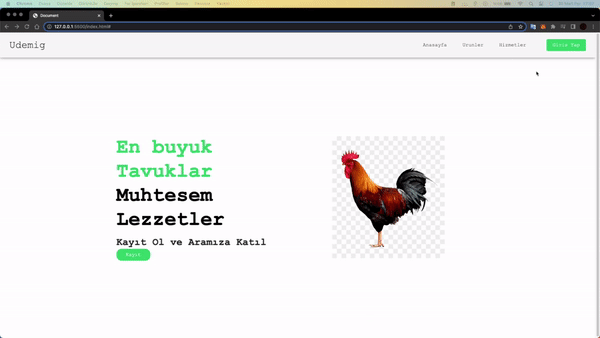 Document
127.0.0.1:5500/index.html#
Udemig
Anasayfa
Urunler
Hizmetler
Giris Yap
En buyuk
Tavuklar
Muhtesem
Lezzetler
Kayıt Ol ve Aramıza Katıl
Kayıt